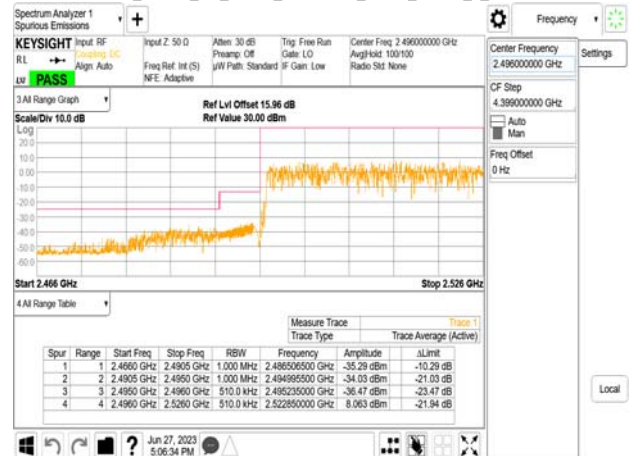 Spectrum Analyzer 1
Spurious Emissions
Frequency
KEYSIGHT
Input: RF
Coupling: DC
Align: Auto
Input Z: 50 Ω
Freq Ref: Int (S)
NFE: Adaptive
Atten: 30 dB
Preamp: Off
µW Path: Standard
Trig: Free Run
Gate: LO
IF Gain: Low
Center Freq: 2.496000000 GHz
Avg|Hold: 100/100
Radio Std: None
RL
LU PASS
Center Frequency
2.496000000 GHz
Settings
CF Step
4.399000000 GHz
Auto
Man
Freq Offset
0 Hz
Local
3 All Range Graph
Scale/Div 10.0 dB
Ref Lvl Offset 15.96 dB
Ref Value 30.00 dBm
Log
20.0
10.0
0.00
-10.0
-20.0
-30.0
-40.0
-50.0
-60.0
Start 2.466 GHz
Stop 2.526 GHz
4 All Range Table
Measure Trace Trace 1
Trace Type Trace Average (Active)
Spur Range Start Freq Stop Freq RBW Frequency Amplitude ΔLimit
1 1 2.4660 GHz 2.4905 GHz 1.000 MHz 2.486506500 GHz -35.29 dBm -10.29 dB
2 2 2.4905 GHz 2.4950 GHz 1.000 MHz 2.494995500 GHz -34.03 dBm -21.03 dB
3 3 2.4950 GHz 2.4960 GHz 510.0 kHz 2.495235000 GHz -36.47 dBm -23.47 dB
4 4 2.4960 GHz 2.5260 GHz 510.0 kHz 2.522850000 GHz 8.063 dBm -21.94 dB
Jun 27, 2023
5:06:34 PM